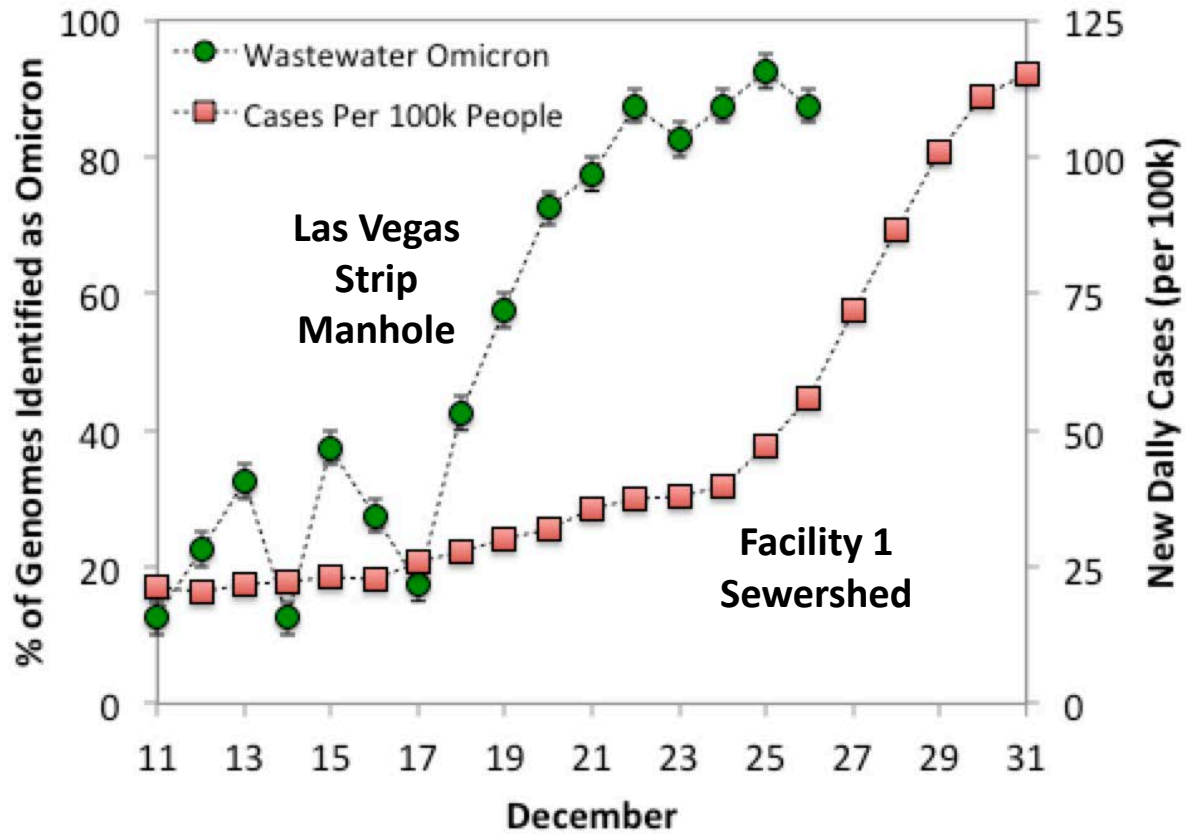 % of Genomes Identified as Omicron
100
80
60
40
20
0
Wastewater Omicron
Cases Per 100k People
Las Vegas
Strip
Manhole
Facility 1
Sewershed
125
100
75
50
25
0
New Daily Cases (per 100k)
11 13 15 17 19 21 23 25 27 29 31
December